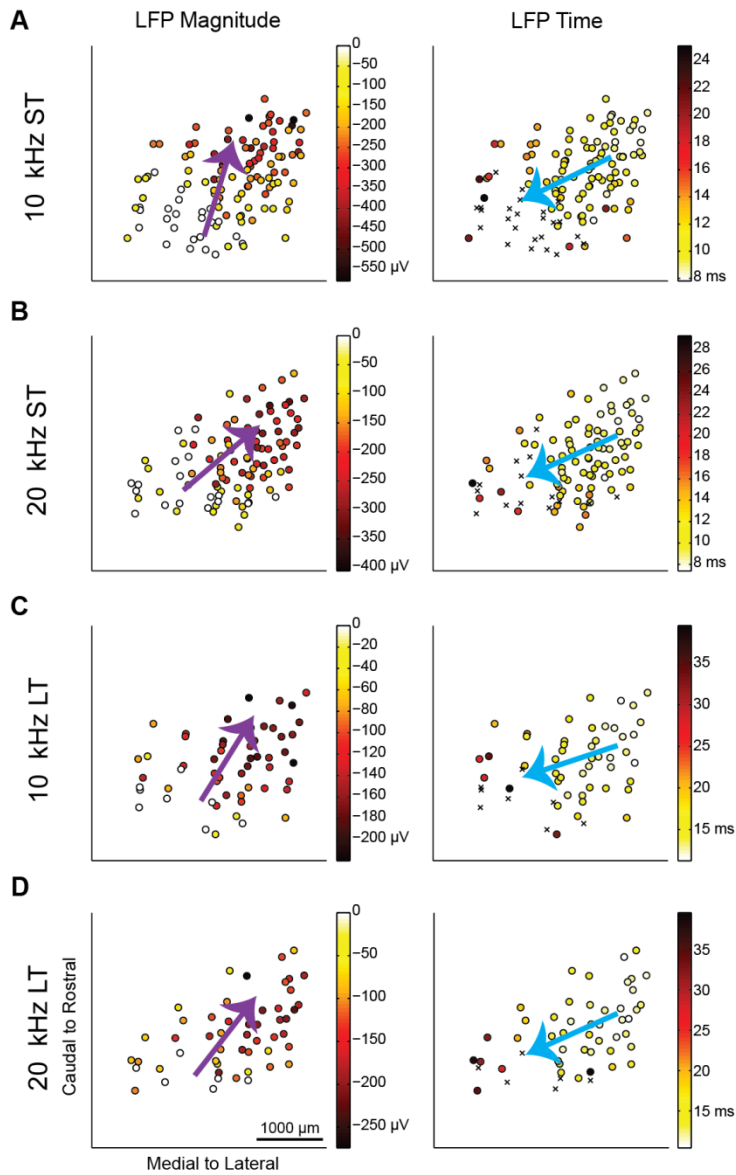 A
LFP Magnitude
LFP Time
10 kHz ST
0
−50
−100
−150
−200
−250
−300
−350
−400
−450
−500
−550 µV
24
22
20
18
16
14
12
10
8 ms
B
20 kHz ST
0
−50
−100
−150
−200
−250
−300
−350
−400 µV
28
26
24
22
20
18
16
14
12
10
8 ms
C
10 kHz LT
0
−20
−40
−60
−80
−100
−120
−140
−160
−180
−200 µV
35
30
25
20
15 ms
D
20 kHz LT
Caudal to Rostral
0
−50
−100
−150
−200
−250 µV
35
30
25
20
15 ms
1000 µm
Medial to Lateral